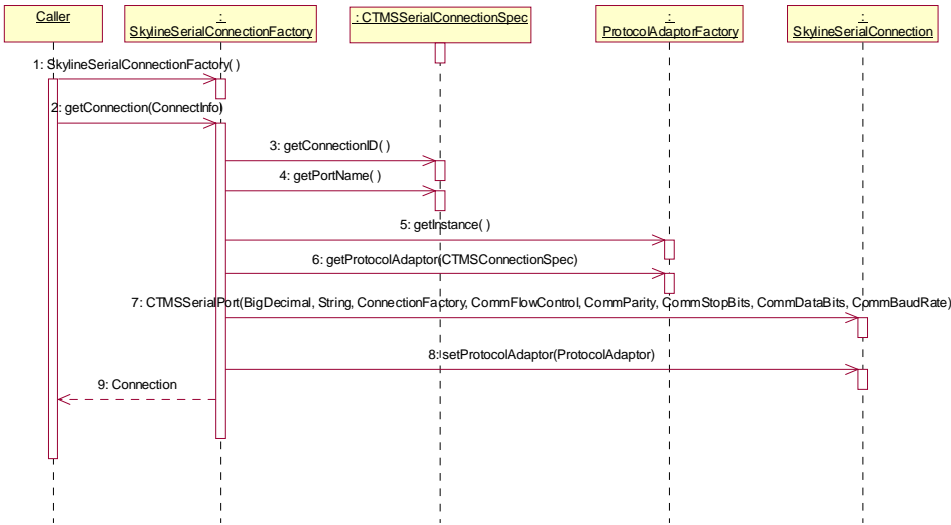 Caller
:
SkylineSerialConnectionFactory
: CTMSSerialConnectionSpec
:
ProtocolAdaptorFactory
:
SkylineSerialConnection
1: SkylineSerialConnectionFactory( )
2: getConnection(ConnectInfo)
3: getConnectionID( )
4: getPortName( )
5: getInstance( )
6: getProtocolAdaptor(CTMSConnectionSpec)
7: CTMSSerialPort(BigDecimal, String, ConnectionFactory, CommFlowControl, CommParity, CommStopBits, CommDataBits, CommBaudRate)
8: setProtocolAdaptor(ProtocolAdaptor)
9: Connection